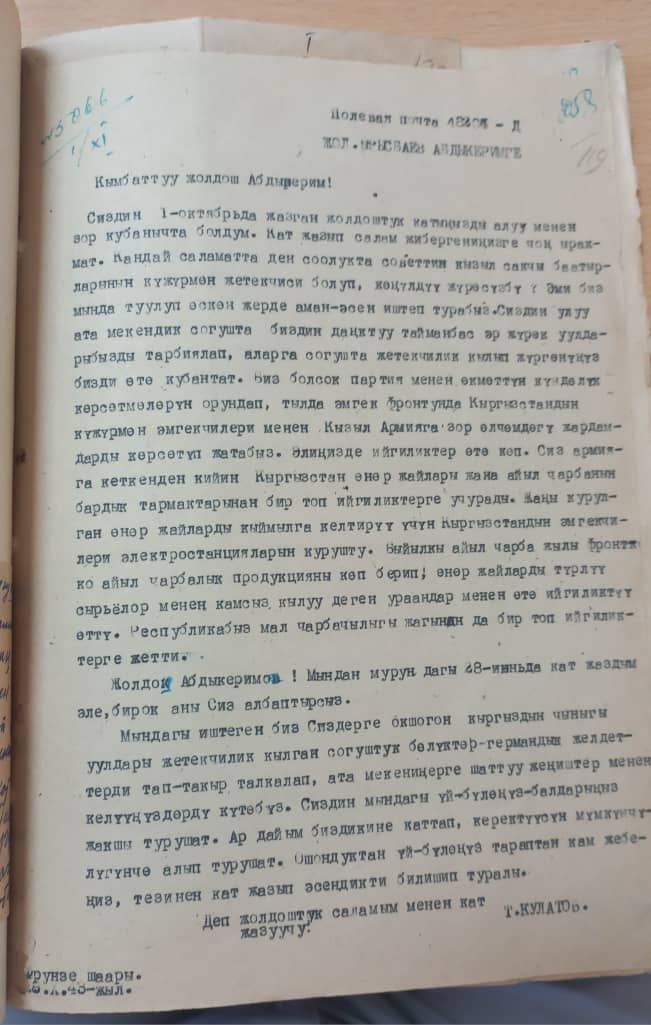 I
Полевая почта 48204 - Д
ЖОЛ. АБДЫКЕРИМГЕ
Кымбаттуу жолдош Абдыкерим!
Сиздин 1-октябрьда жазган жолдоштук катыңызды алуу менен
зор кубанычта болдум. Кат жазып салам жибергениңизге чоң ырак-
мат. Кандай саламатта ден соолукта советтин кызыл сакчы баатыр-
ларынын күжүрмөн жетекчиси болуп, көңүлдүү жүрөсүзбү ? Эми биз
мында туулуп өскөн жерде аман-эсен иштеп турабыз.Сиздин улуу
ата мекендик согушта биздин даңктуу тайманбас эр жүрөк уулда-
рыбызды тарбиялап, аларга согушта жетекчилик кылып жүргөнүңүз
бизди өтө кубантат. Биз болсок партия менен өкмөттүн күндөлүк
көрсөтмөлөрүн орундап, тылда эмгек фронтунда Кыргызстандын
күжүрмөн эмгекчилери менен Кызыл Армияга зор өлчөмдөгү жардам-
дарды көрсөтүп жатабыз. Элиңизде ийгиликтер өтө көп. Сиз армия-
га кеткенден кийин Кыргызстан өнөр жайлары жана айыл чарбанын
бардык тармактарынан бир топ ийгиликтерге учурады. Жаңы курул-
ган өнөр жайларды кыймылга келтирүү үчүн Кыргызстандын эмгекчи-
лери электростанцияларын курушту. Быйылкы айыл чарба жылы фронтк
ко айыл чарбалык продукцияны көп берип, өнөр жайларды түрлүү
сырьёлор менен камсыз кылуу деген урандар менен өтө ийгиликтүү
өттү. Республикабыз мал чарбачылыгы жагынан да бир топ ийгилик-
терге жетти.
Жолдош Абдыкеримов ! Мындан мурун дагы 28-июньда кат жаздым
эле,бирок аны Сиз албаптырсыз.
Мындагы иштеген биз Сиздерге окшогон кыргыздын чыныгы
уулдары жетекчилик кылган согуштук бөлүктөр-германдык желдет-
терди тап-такыр талкалап, ата мекениңерге шаттуу жеңиштер менен
келүүңүздөрдү күтөбүз. Сиздин мындагы үй-бүлөңүз-балдарыңыз
жакшы турушат. Ар дайым биздикине каттап, керектүүсүн мүмкүнчү-
лүгүнчө алып турушат. Ошондуктан үй-бүлөңүз тараптан кам жебе-
ңиз, тезинен кат жазып эсендикти билишип туралы.
Деп жолдоштук саламым менен кат
жазуучу: Т.КУЛАТОВ.
рунзе шаары.
.X.43-жыл.